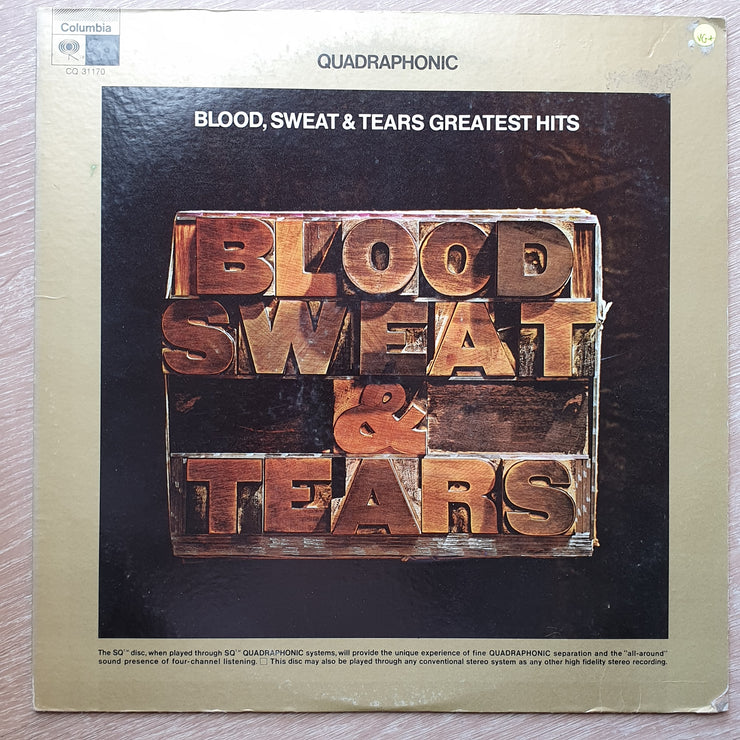 Columbia
CQ 31170
VG+
QUADRAPHONIC
BLOOD, SWEAT & TEARS GREATEST HITS
BLOOD
SWEAT
&
TEARS
The SQ™ disc, when played through SQ™ QUADRAPHONIC systems, will provide the unique experience of fine QUADRAPHONIC separation and the "all-around"
sound presence of four-channel listening. □ This disc may also be played through any conventional stereo system as any other high fidelity stereo recording.